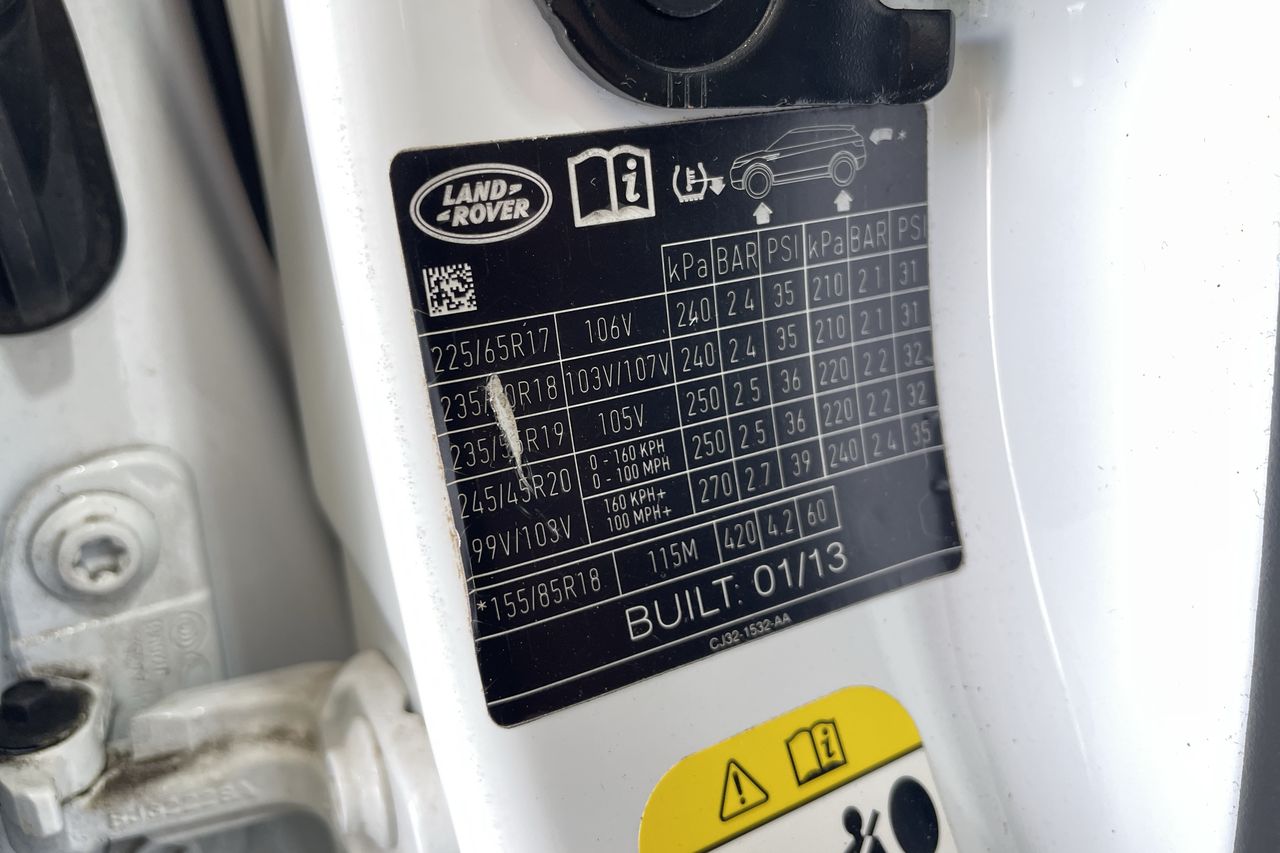 LAND-
-ROVER
i
kPa BAR PSI kPa BAR PSI
225/65R17 106V 240 2.4 35 210 2.1 31
235/60R18 103V/107V 240 2.4 35 210 2.1 31
235/55R19 105V 250 2.5 36 220 2.2 32
245/45R20 0 - 160 KPH 250 2.5 36 220 2.2 32
0 - 100 MPH
99V/103V 160 KPH+ 270 2.7 39 240 2.4 35
100 MPH+
*155/85R18 115M 420 4.2 60
BUILT: 01/13
CJ32-1532-AA
i